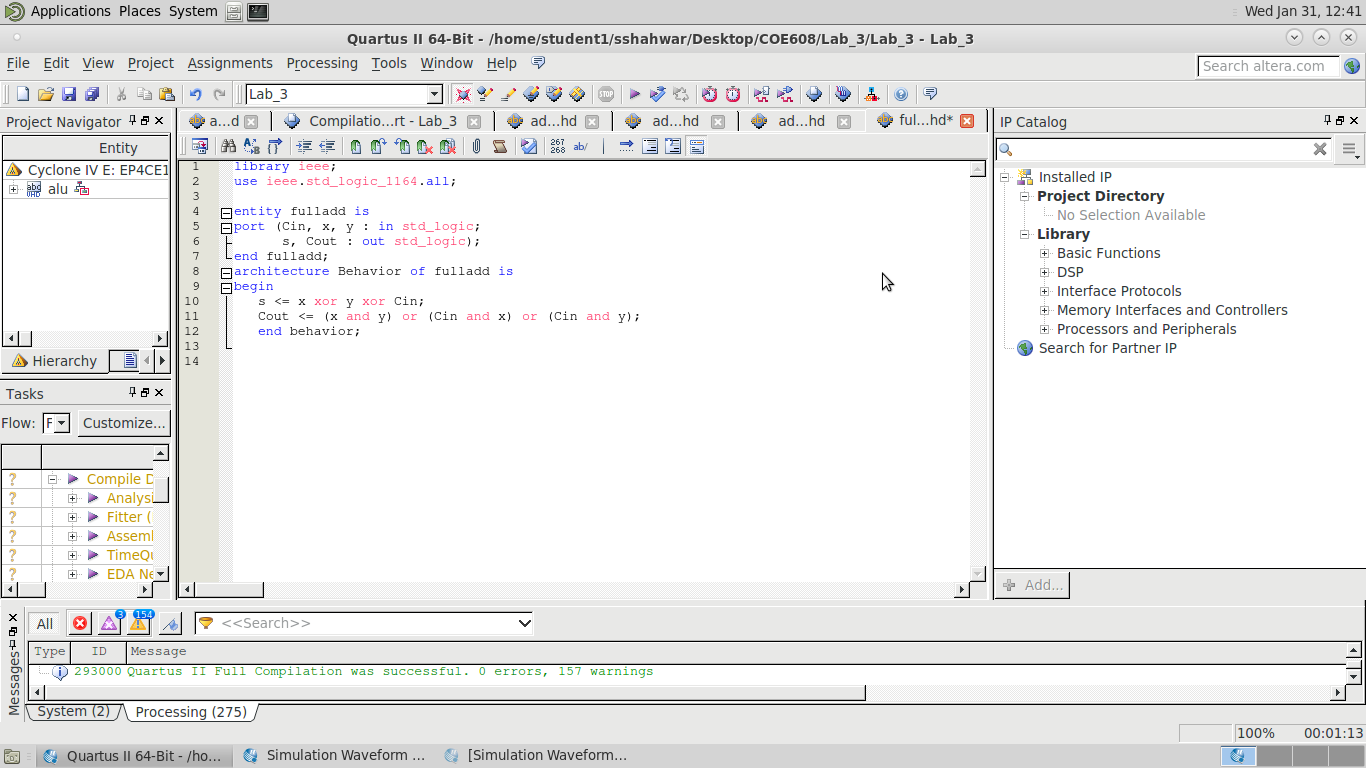 Applications Places System
Wed Jan 31, 12:41
Quartus II 64-Bit - /home/student1/sshahwar/Desktop/COE608/Lab_3/Lab_3 - Lab_3
File Edit View Project Assignments Processing Tools Window Help
Search altera.com
Lab_3
STOP
Project Navigator
a...d
Compilatio...rt - Lab_3
ad...hd
ad...hd
ad...hd
ful...hd*
IP Catalog
Entity
Cyclone IV E: EP4CE1
alu
Hierarchy
267
268
ab/
1 library ieee;
2 use ieee.std_logic_1164.all;
3
4 entity fulladd is
5 port (Cin, x, y : in std_logic;
6 s, Cout : out std_logic);
7 end fulladd;
8 architecture Behavior of fulladd is
9 begin
10 s <= x xor y xor Cin;
11 Cout <= (x and y) or (Cin and x) or (Cin and y);
12 end behavior;
13
14
Installed IP
Project Directory
No Selection Available
Library
Basic Functions
DSP
Interface Protocols
Memory Interfaces and Controllers
Processors and Peripherals
Search for Partner IP
Add...
Tasks
Flow: F Customize...
Compile D
Analysi
Fitter (
Assemb
TimeQu
EDA Ne
Messages
All
3
154
<<Search>>
Type ID Message
293000 Quartus II Full Compilation was successful. 0 errors, 157 warnings
System (2) Processing (275)
100% 00:01:13
Quartus II 64-Bit - /ho...
Simulation Waveform ...
[Simulation Waveform...